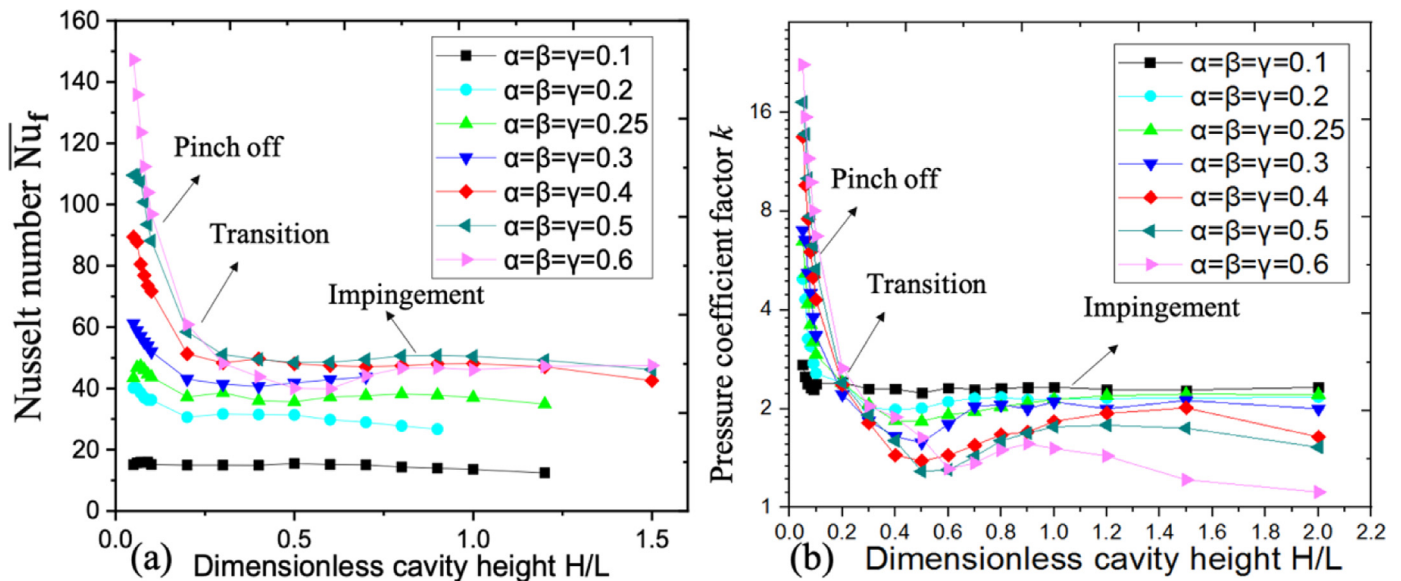 160
140
120
100
80
60
40
20
0
Nusselt number N̅u̅f
α=β=γ=0.1
α=β=γ=0.2
α=β=γ=0.25
α=β=γ=0.3
α=β=γ=0.4
α=β=γ=0.5
α=β=γ=0.6
Pinch off
Transition
Impingement
0.0 0.5 1.0 1.5
(a) Dimensionless cavity height H/L
16
8
4
2
1
Pressure coefficient factor k
α=β=γ=0.1
α=β=γ=0.2
α=β=γ=0.25
α=β=γ=0.3
α=β=γ=0.4
α=β=γ=0.5
α=β=γ=0.6
Pinch off
Transition
Impingement
0.0 0.2 0.4 0.6 0.8 1.0 1.2 1.4 1.6 1.8 2.0 2.2
(b) Dimensionless cavity height H/L